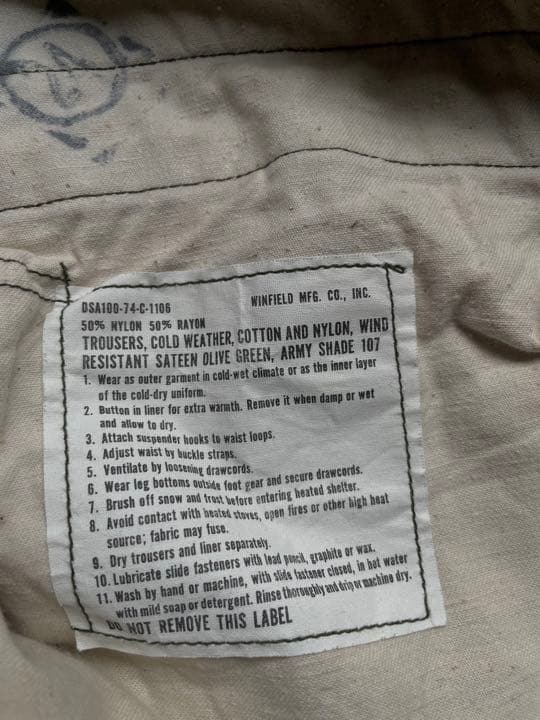 DSA100-74-C-1106 WINFIELD MFG. CO., INC.
50% NYLON 50% RAYON
TROUSERS, COLD WEATHER, COTTON AND NYLON, WIND
RESISTANT SATEEN OLIVE GREEN, ARMY SHADE 107
1. Wear as outer garment in cold-wet climate or as the inner layer
of the cold-dry uniform.
2. Button in liner for extra warmth. Remove it when damp or wet
and allow to dry.
3. Attach suspender hooks to waist loops.
4. Adjust waist by buckle straps.
5. Ventilate by loosening drawcords.
6. Wear leg bottoms outside foot gear and secure drawcords.
7. Brush off snow and frost before entering heated shelter.
8. Avoid contact with heated stoves, open fires or other high heat
source; fabric may fuse.
9. Dry trousers and liner separately.
10. Lubricate slide fasteners with lead pencil, graphite or wax.
11. Wash by hand or machine, with slide fastener closed, in hot water
with mild soap or detergent. Rinse thoroughly and drip or machine dry.
DO NOT REMOVE THIS LABEL